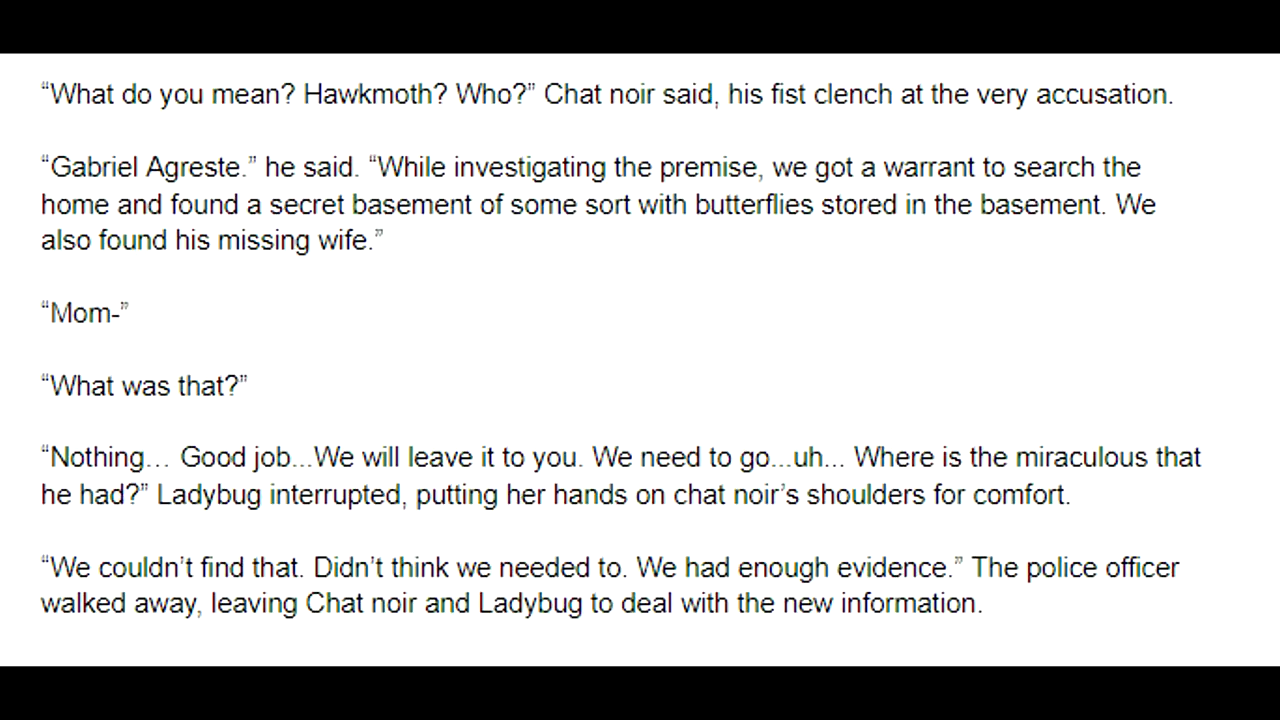 “What do you mean? Hawkmoth? Who?” Chat noir said, his fist clench at the very accusation.
“Gabriel Agreste.” he said. “While investigating the premise, we got a warrant to search the
home and found a secret basement of some sort with butterflies stored in the basement. We
also found his missing wife.”
“Mom-”
“What was that?”
“Nothing… Good job...We will leave it to you. We need to go...uh... Where is the miraculous that
he had?” Ladybug interrupted, putting her hands on chat noir’s shoulders for comfort.
“We couldn’t find that. Didn’t think we needed to. We had enough evidence.” The police officer
walked away, leaving Chat noir and Ladybug to deal with the new information.